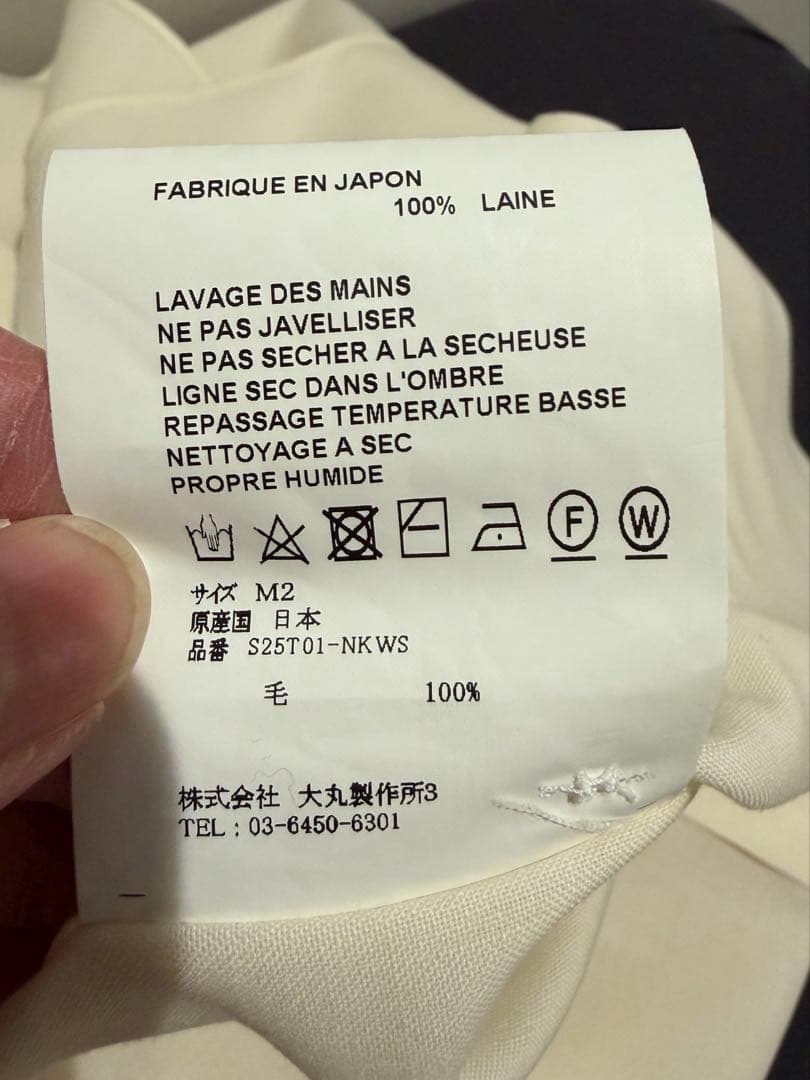 FABRIQUE EN JAPON
100% LAINE
LAVAGE DES MAINS
NE PAS JAVELLISER
NE PAS SECHER A LA SECHEUSE
LIGNE SEC DANS L'OMBRE
REPASSAGE TEMPERATURE BASSE
NETTOYAGE A SEC
PROPRE HUMIDE
F W
サイズ M2
原産国 日本
品番 S25T01-NKWS
毛 100%
株式会社 大丸製作所3
TEL : 03-6450-6301